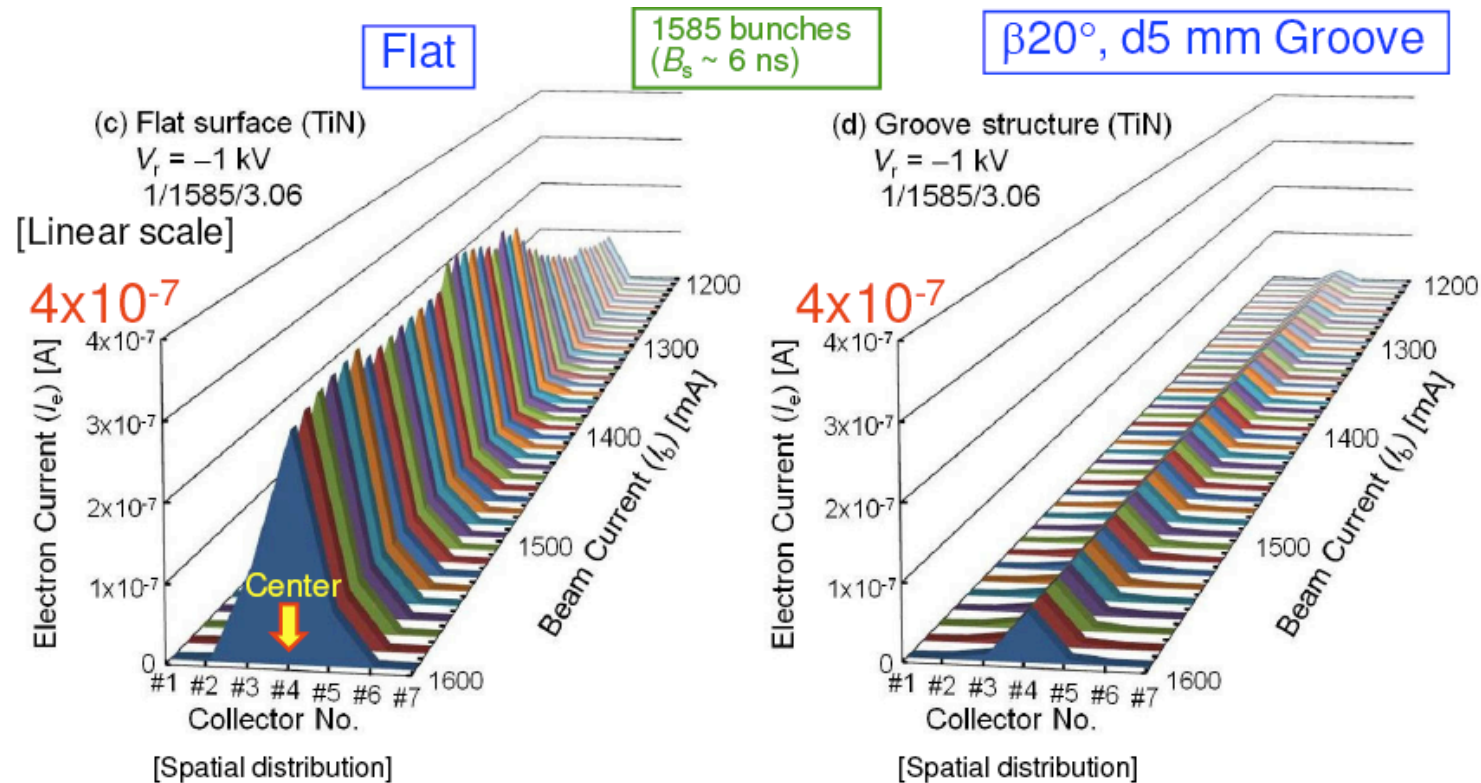 Flat
1585 bunches
(Bs ~ 6 ns)
β20°, d5 mm Groove
(c) Flat surface (TiN)
Vr = −1 kV
1/1585/3.06
[Linear scale]
4x10-7
Electron Current (Ie) [A]
4x10-7
3x10-7
2x10-7
1x10-7
0
Center
#1
#2
#3
#4
#5
#6
#7
Collector No.
[Spatial distribution]
1200
1300
1400
1500
1600
Beam Current (Ib) [mA]
(d) Groove structure (TiN)
Vr = −1 kV
1/1585/3.06
4x10-7
Electron Current (Ie) [A]
4x10-7
3x10-7
2x10-7
1x10-7
0
#1
#2
#3
#4
#5
#6
#7
Collector No.
[Spatial distribution]
1200
1300
1400
1500
1600
Beam Current (Ib) [mA]